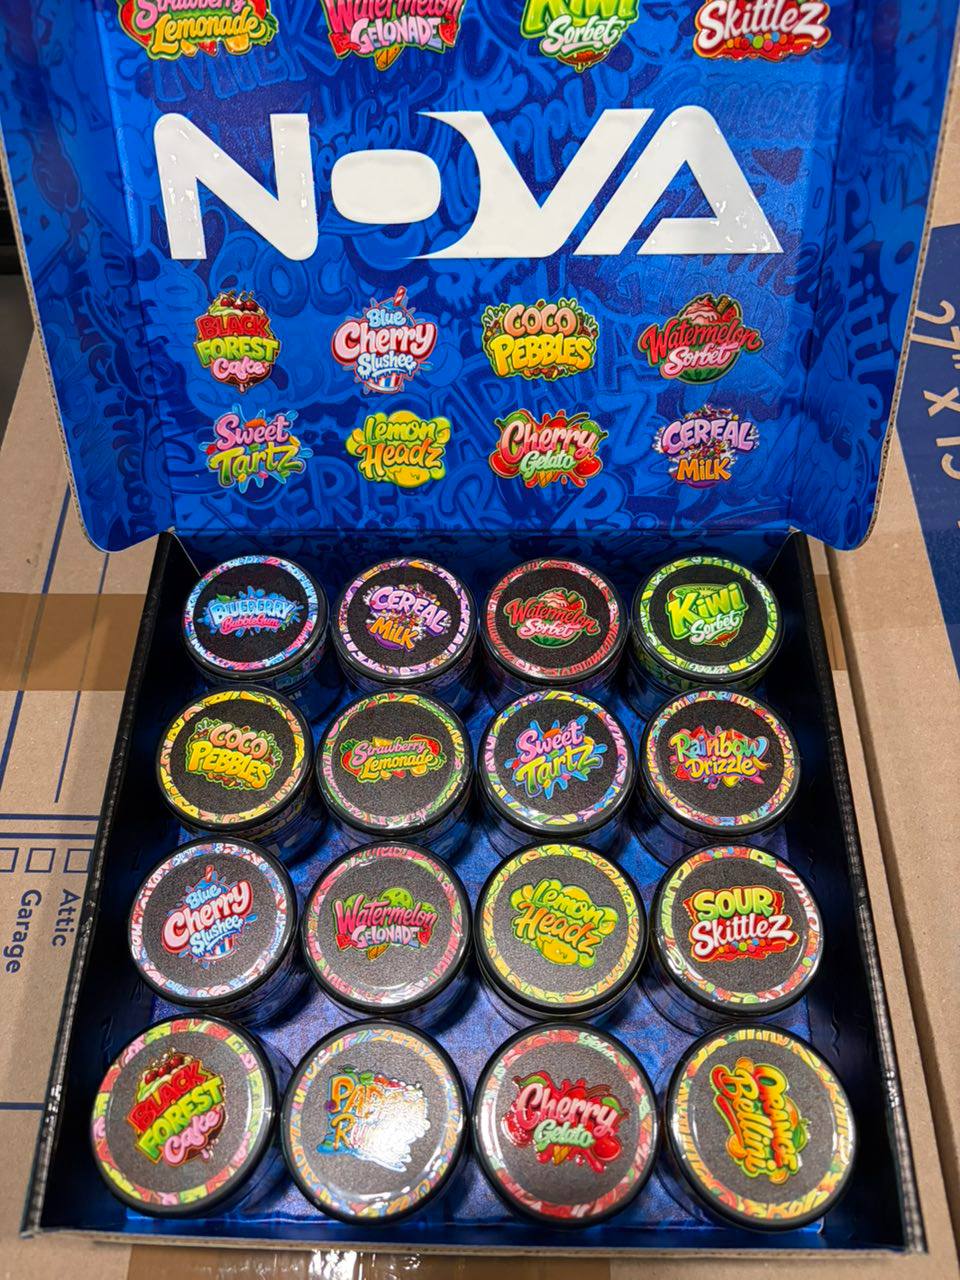 Strawberry
Lemonade
Watermelon
GELONADE
Kiwi
Sorbet
SkittleZ
NOVA
BLACK
FOREST
Cake
Blue
Cherry
Slushee
COCO
PEBBLES
Watermelon
Sorbet
Sweet
TartZ
Lemon
Headz
Cherry
Gelato
CEREAL
MiLK
BLUEBERRY
BubbleGum
CEREAL
MiLK
Watermelon
Sorbet
KiWi
Sorbet
COCO
PEBBLES
Strawberry
Lemonade
Sweet
TartZ
Rainbow
Drizzle
Blue
Cherry
Slushee
Watermelon
GELONADE
Lemon
Headz
SOUR
SkittleZ
BLACK
FOREST
Cake
Cherry
Gelato
Bellini
Attic
Garage